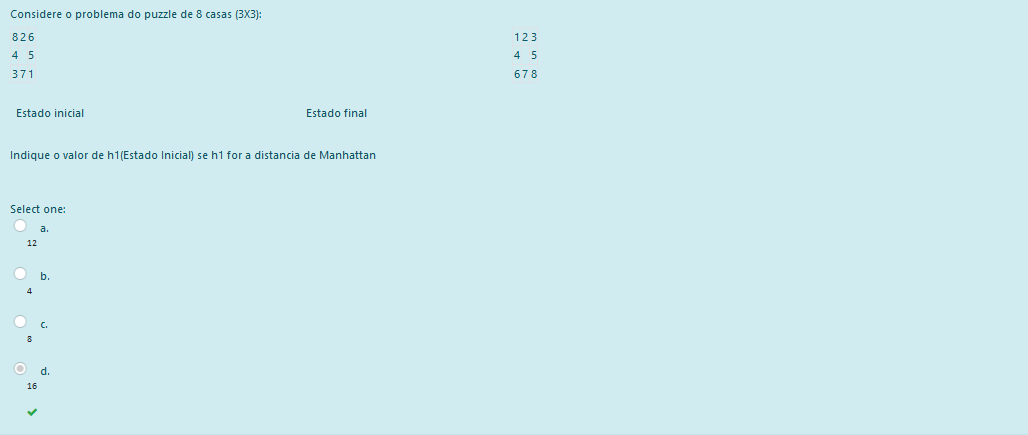 Considere o problema do puzzle de 8 casas (3X3):
8 2 6 1 2 3
4 5 4 5
3 7 1 6 7 8
Estado inicial Estado final
Indique o valor de h1(Estado Inicial) se h1 for a distancia de Manhattan
Select one:
a.
12
b.
4
c.
8
d.
16